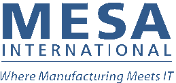 MESA
INTERNATIONAL
Where Manufacturing Meets IT